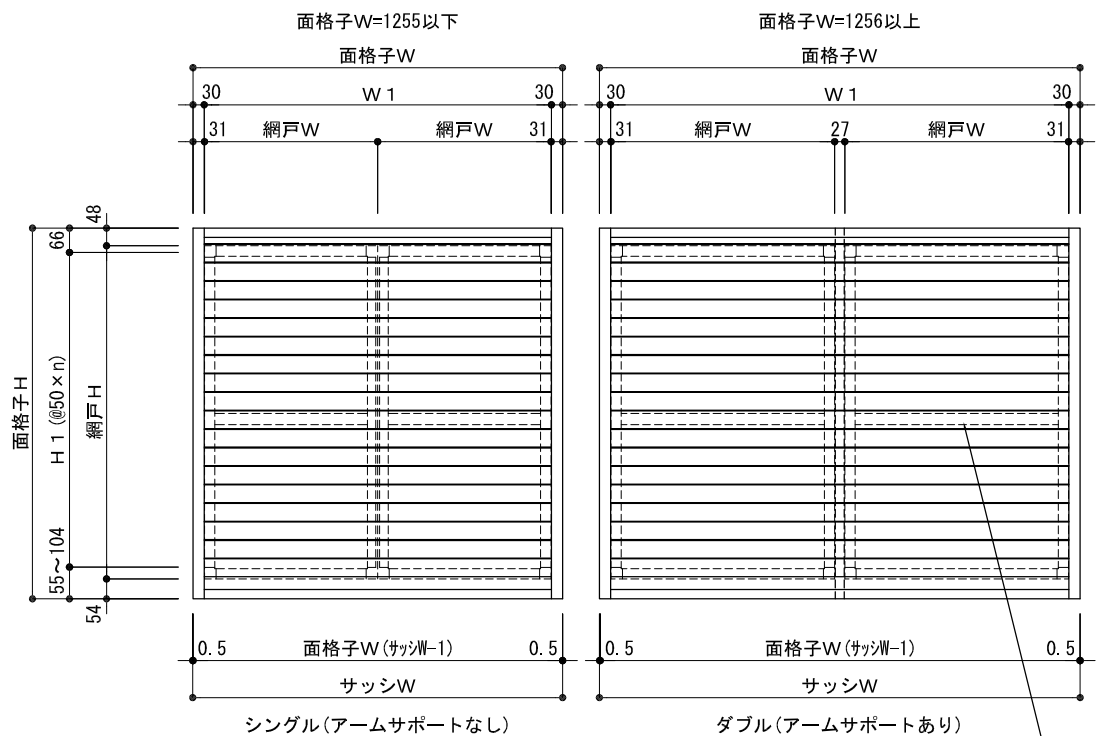 面格子W=1255以下
面格子W=1256以上
面格子W
面格子W
30 W1 30
30 W1 30
31 網戸W 網戸W 31
31 網戸W 27 網戸W 31
48
66
面格子H
H1(@50×n)
網戸H
55~104
54
0.5 面格子W(サッシW-1) 0.5
0.5 面格子W(サッシW-1) 0.5
サッシW
サッシW
シングル(アームサポートなし)
ダブル(アームサポートあり)